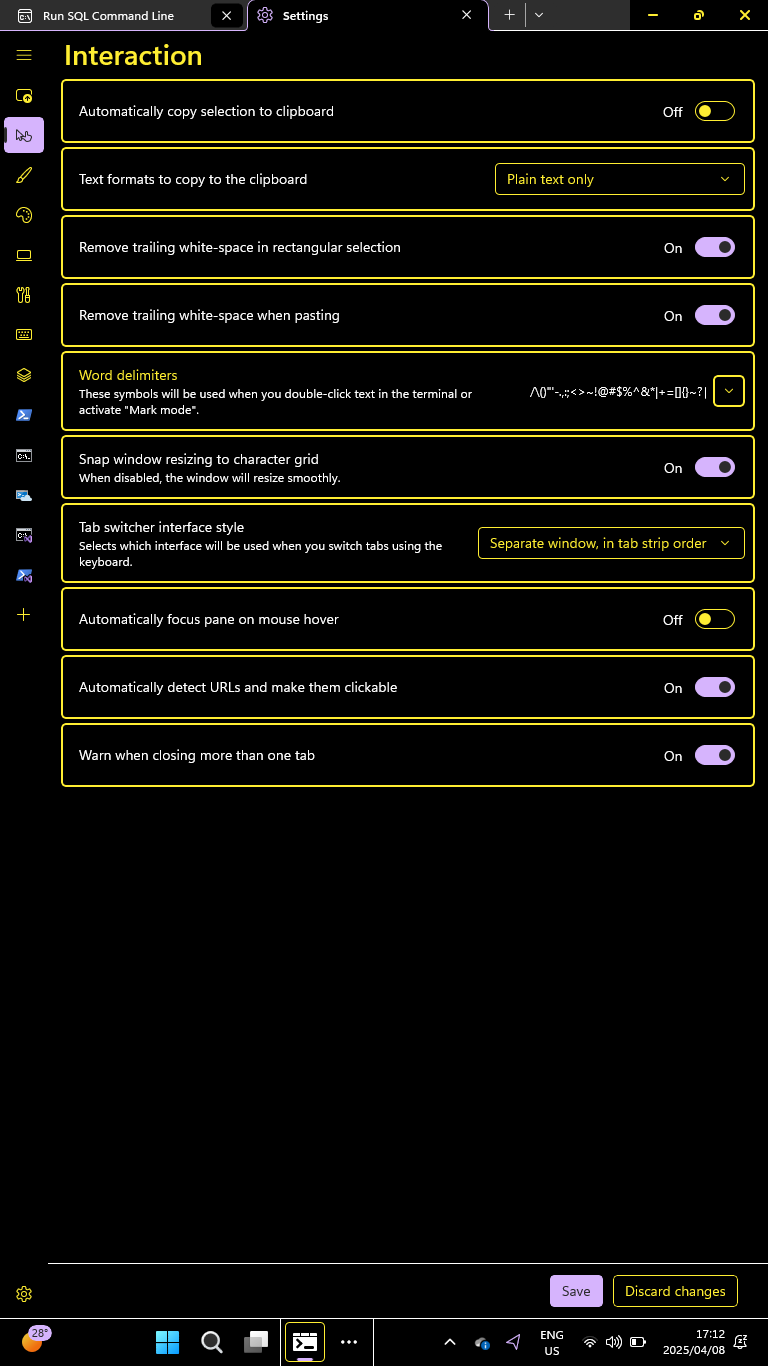 Run SQL Command Line
Settings
Interaction
Automatically copy selection to clipboard
Off
Text formats to copy to the clipboard
Plain text only
Remove trailing white-space in rectangular selection
On
Remove trailing white-space when pasting
On
Word delimiters
These symbols will be used when you double-click text in the terminal or
activate "Mark mode".
/\()"'-.,:;<>~!@#$%^&*|+=[]{}~?|
Snap window resizing to character grid
When disabled, the window will resize smoothly.
On
Tab switcher interface style
Selects which interface will be used when you switch tabs using the
keyboard.
Separate window, in tab strip order
Automatically focus pane on mouse hover
Off
Automatically detect URLs and make them clickable
On
Warn when closing more than one tab
On
Save
Discard changes
28°
ENG
US
17:12
2025/04/08